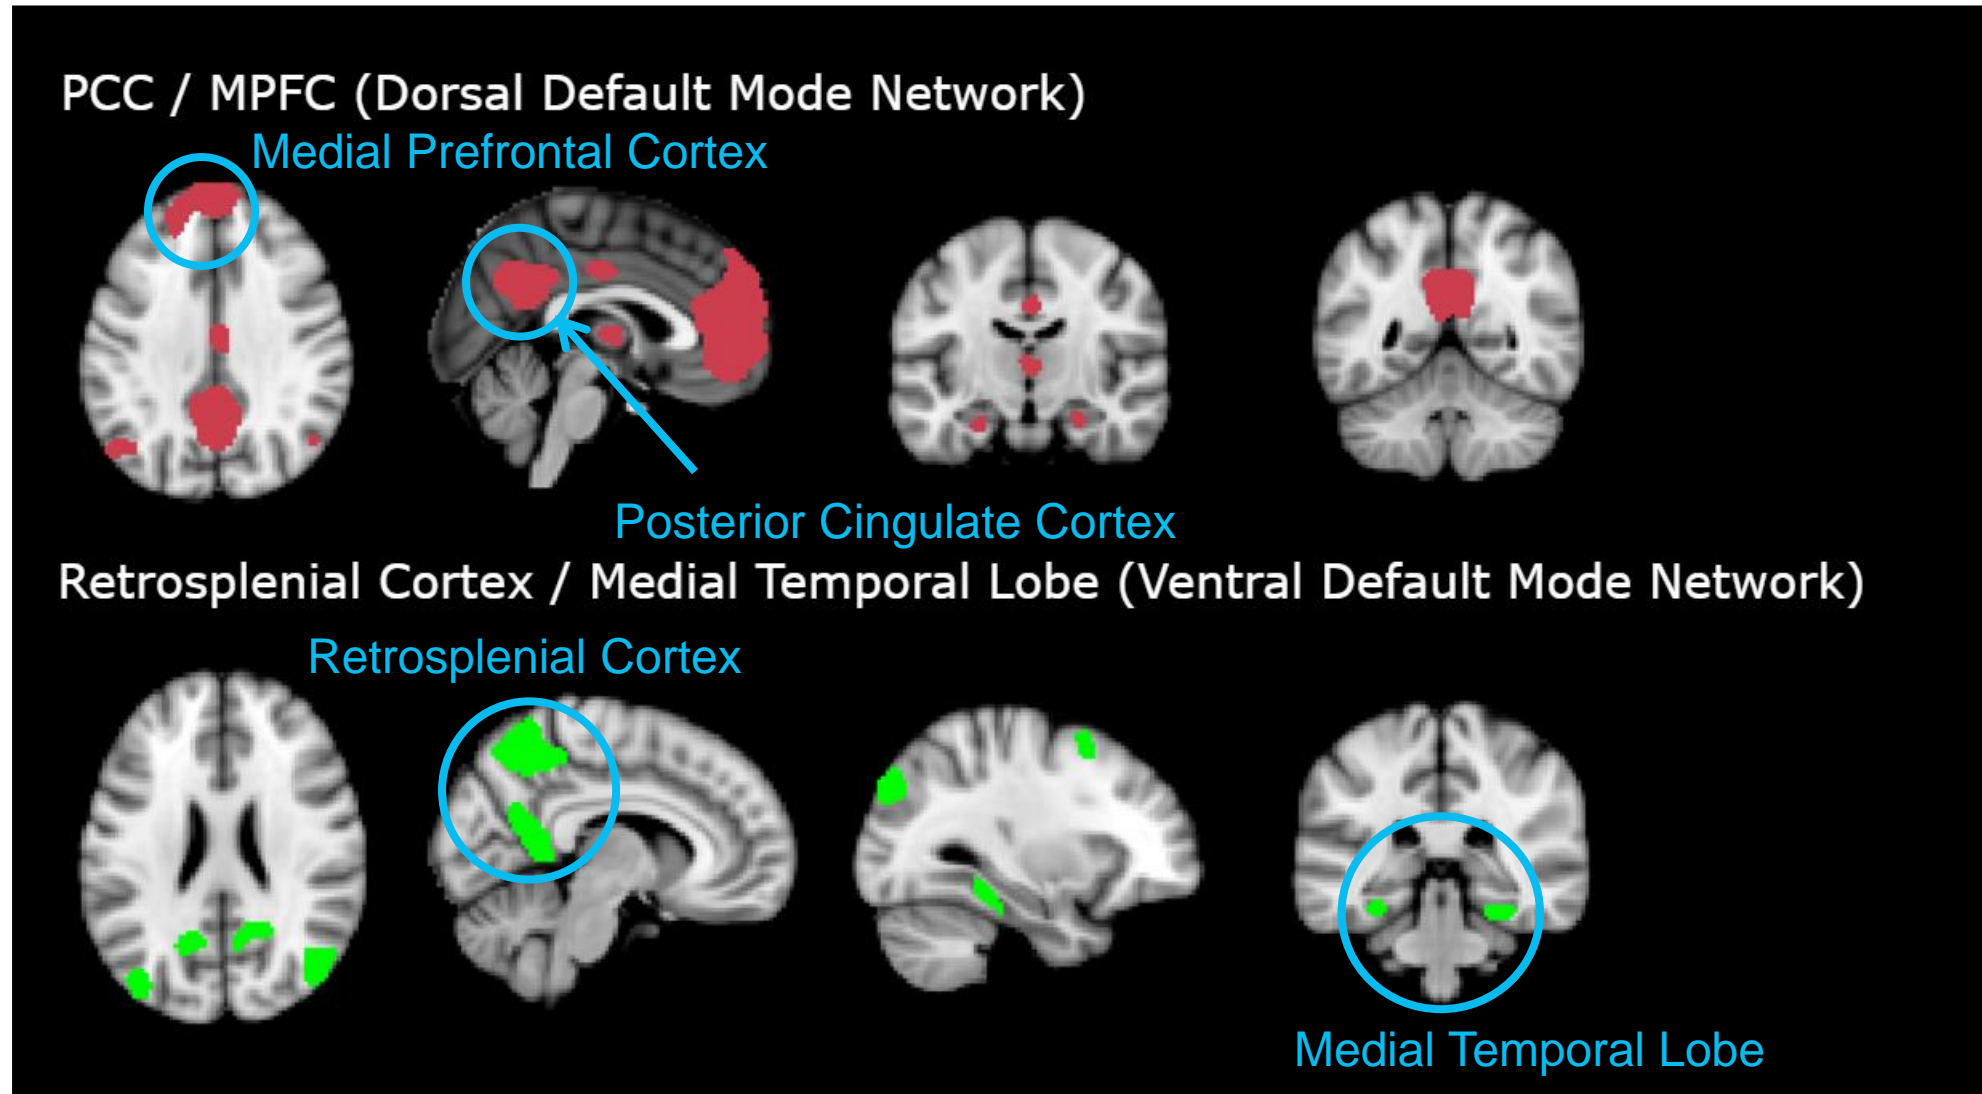 PCC / MPFC (Dorsal Default Mode Network)
Medial Prefrontal Cortex
Posterior Cingulate Cortex
Retrosplenial Cortex / Medial Temporal Lobe (Ventral Default Mode Network)
Retrosplenial Cortex
Medial Temporal Lobe